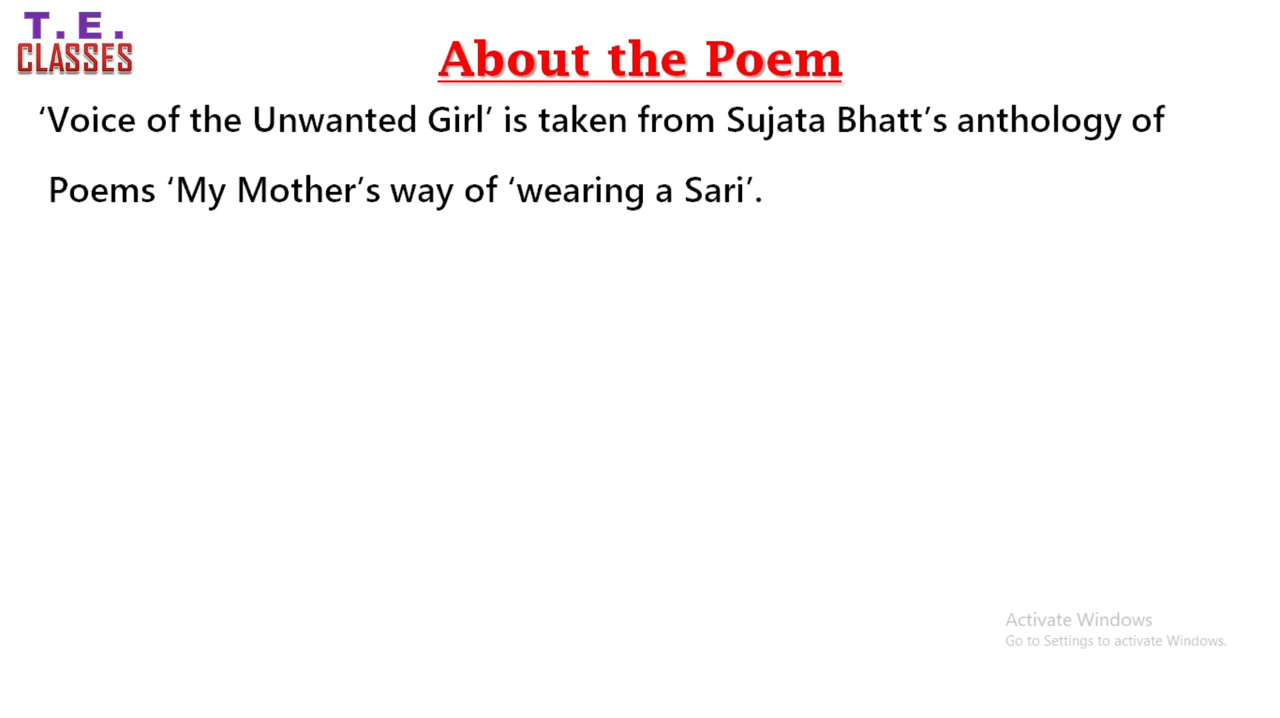 T.E.
CLASSES
About the Poem
‘Voice of the Unwanted Girl’ is taken from Sujata Bhatt’s anthology of
Poems ‘My Mother’s way of ‘wearing a Sari’.
Activate Windows
Go to Settings to activate Windows.